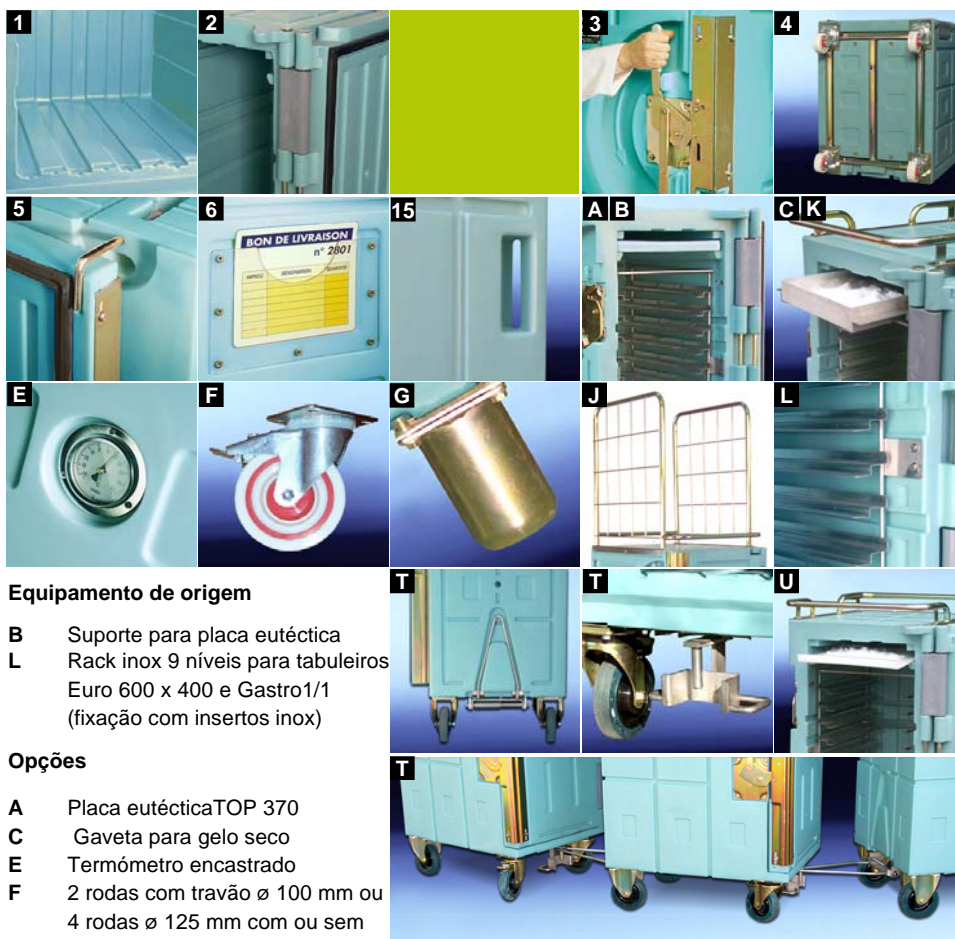 1
2
3
4
5
6
BON DE LIVRAISON
n° 2801
ARTICLE DÉSIGNATION QUANTITÉ
15
A B
C K
E
F
G
J
L
Equipamento de origem
B Suporte para placa eutéctica
L Rack inox 9 níveis para tabuleiros
Euro 600 x 400 e Gastro1/1
(fixação com insertos inox)
Opções
A Placa eutécticaTOP 370
C Gaveta para gelo seco
E Termómetro encastrado
F 2 rodas com travão ø 100 mm ou
4 rodas ø 125 mm com ou sem
T
T
U
T